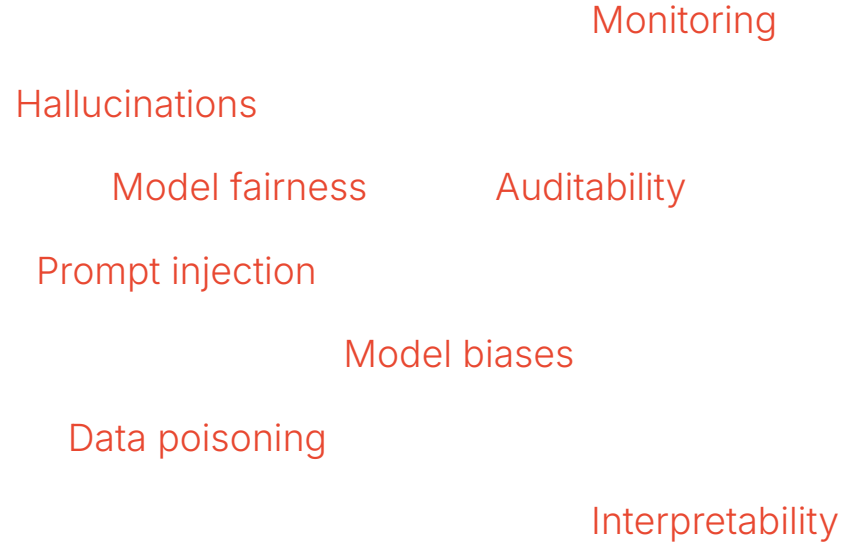 Monitoring
Hallucinations
Model fairness
Auditability
Prompt injection
Model biases
Data poisoning
Interpretability